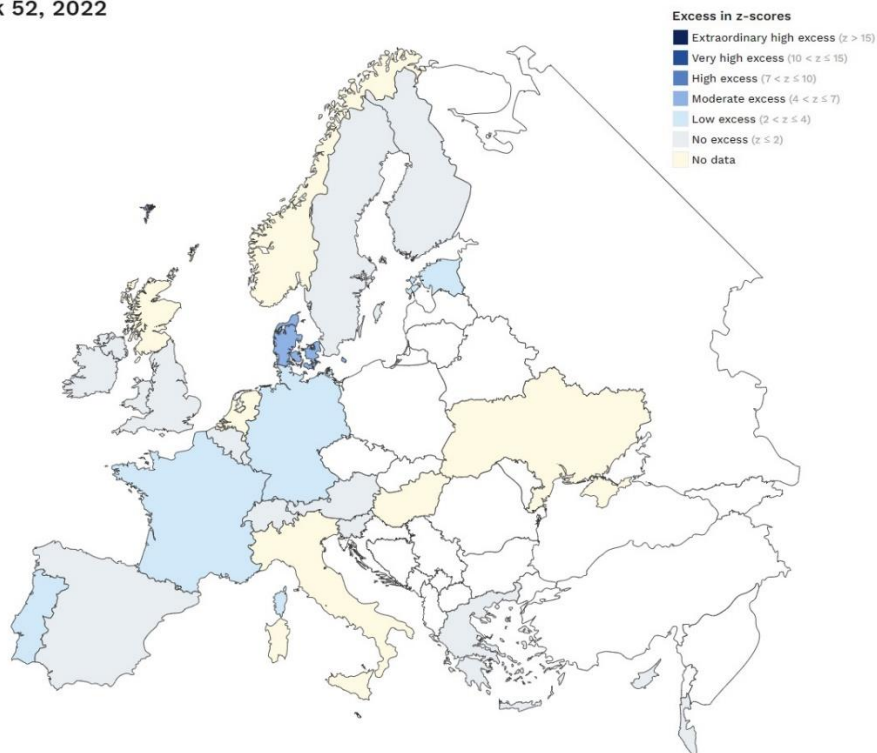 52, 2022
Excess in z-scores
Extraordinary high excess (z > 15)
Very high excess (10 < z ≤ 15)
High excess (7 < z ≤ 10)
Moderate excess (4 < z ≤ 7)
Low excess (2 < z ≤ 4)
No excess (z ≤ 2)
No data